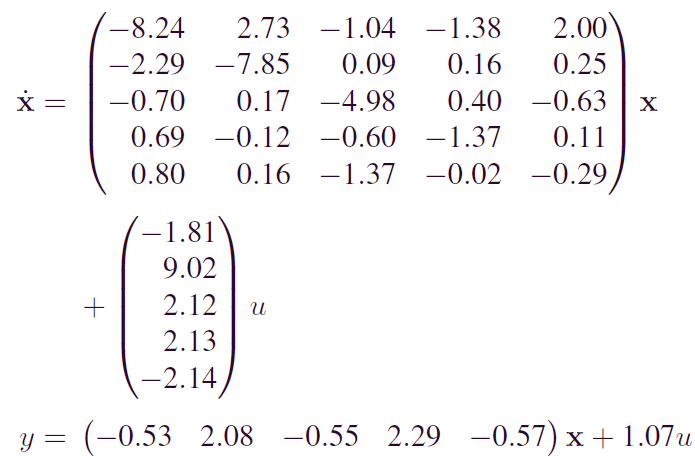 ẋ = (−8.24 2.73 −1.04 −1.38 2.00
−2.29 −7.85 0.09 0.16 0.25
−0.70 0.17 −4.98 0.40 −0.63
0.69 −0.12 −0.60 −1.37 0.11
0.80 0.16 −1.37 −0.02 −0.29) x
+ (−1.81
9.02
2.12
2.13
−2.14) u
y = (−0.53 2.08 −0.55 2.29 −0.57) x + 1.07u